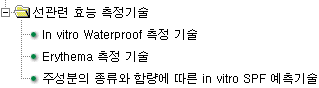 선관련 효능 측정기술
In vitro Waterproof 측정 기술
Erythema 측정 기술
주성분의 종류와 함량에 따른 in vitro SPF 예측기술